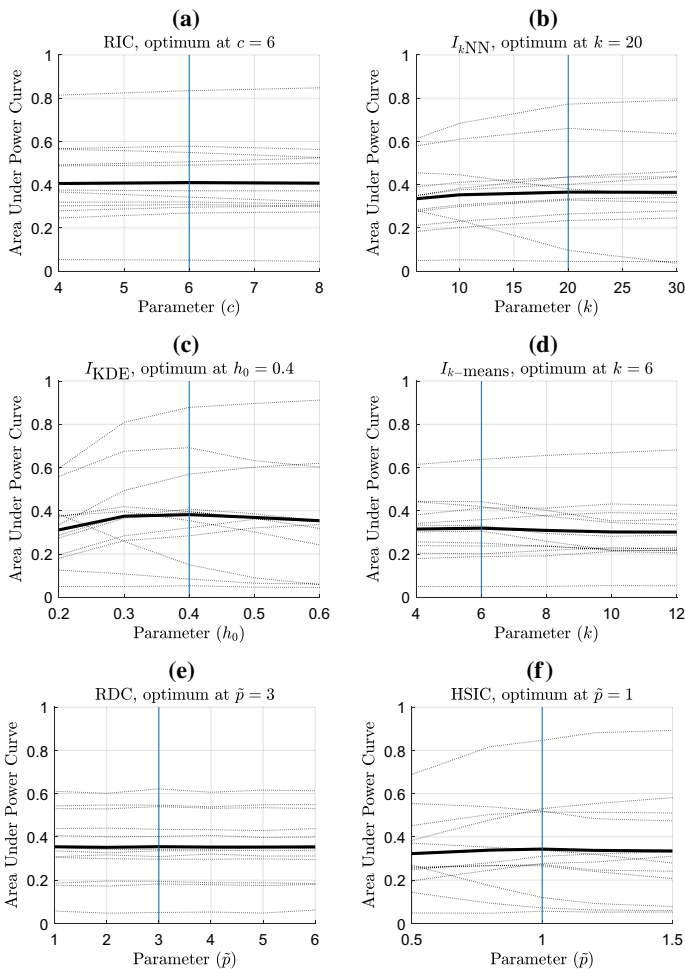 (a)
RIC, optimum at c = 6
Area Under Power Curve
1
0.8
0.6
0.4
0.2
0
4 5 6 7 8
Parameter (c)
(b)
I_kNN, optimum at k = 20
Area Under Power Curve
1
0.8
0.6
0.4
0.2
0
10 15 20 25 30
Parameter (k)
(c)
I_KDE, optimum at h_0 = 0.4
Area Under Power Curve
1
0.8
0.6
0.4
0.2
0
0.2 0.3 0.4 0.5 0.6
Parameter (h_0)
(d)
I_k−means, optimum at k = 6
Area Under Power Curve
1
0.8
0.6
0.4
0.2
0
4 6 8 10 12
Parameter (k)
(e)
RDC, optimum at p̃ = 3
Area Under Power Curve
1
0.8
0.6
0.4
0.2
0
1 2 3 4 5 6
Parameter (p̃)
(f)
HSIC, optimum at p̃ = 1
Area Under Power Curve
1
0.8
0.6
0.4
0.2
0
0.5 1 1.5
Parameter (p̃)